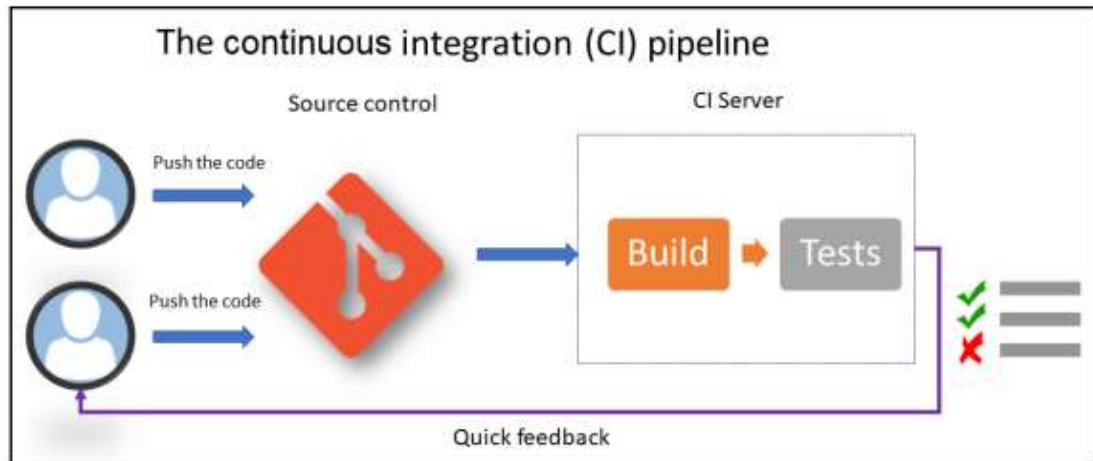 The continuous integration (CI) pipeline
Source control
CI Server
Push the code
Build
Tests
Push the code
Quick feedback